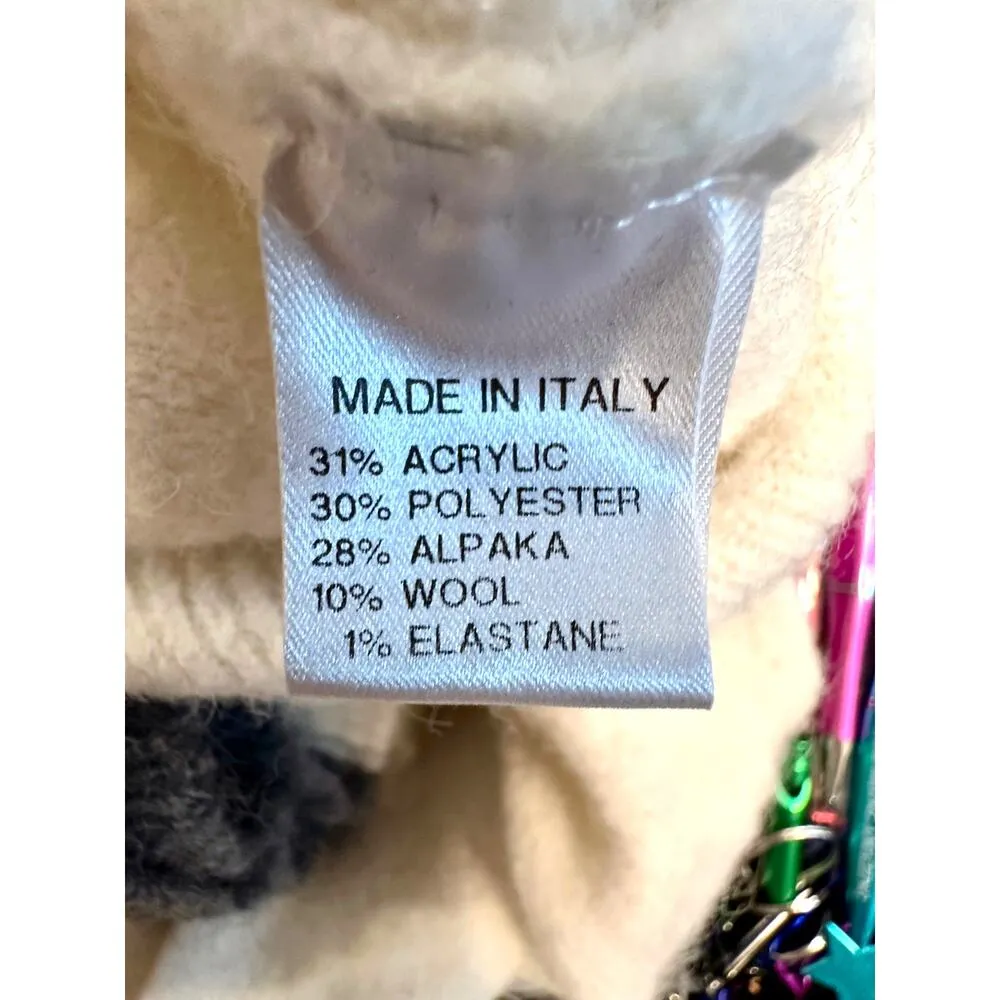 MADE IN ITALY
31% ACRYLIC
30% POLYESTER
28% ALPAKA
10% WOOL
1% ELASTANE